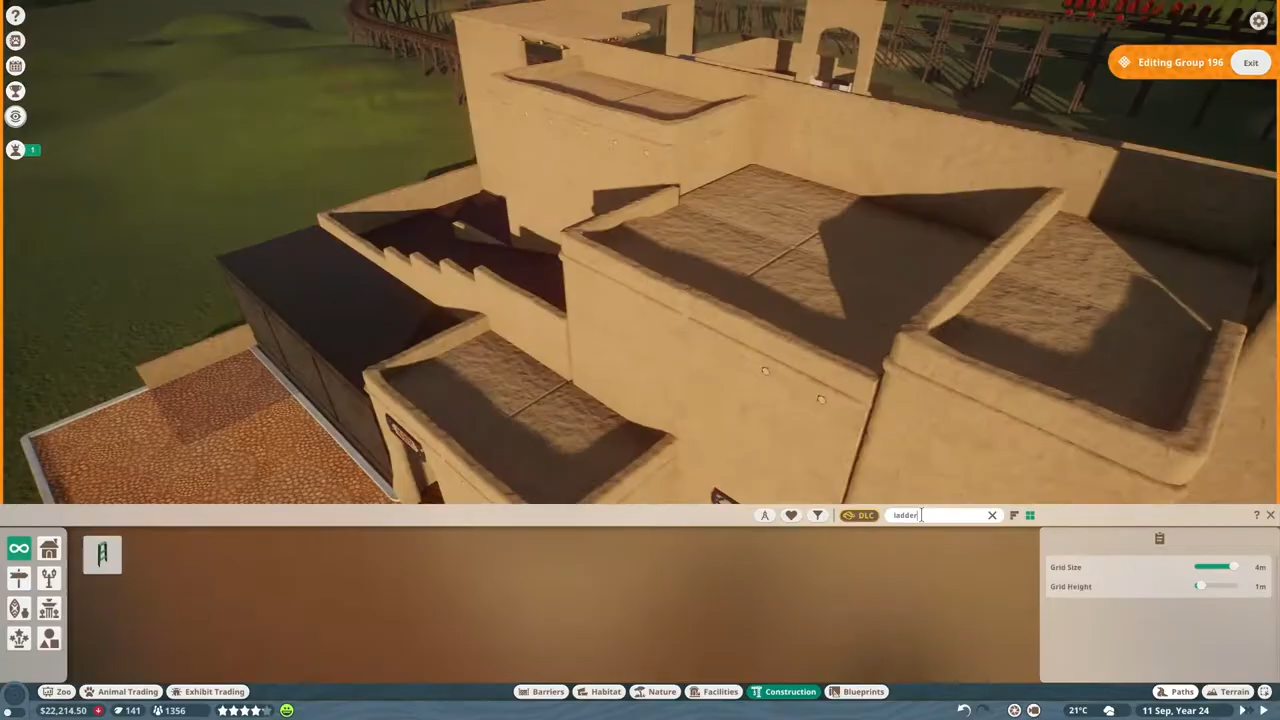 Editing Group 196
Exit
1
DLC
ladder
?
Grid Size
4m
Grid Height
1m
Zoo
Animal Trading
Exhibit Trading
Barriers
Habitat
Nature
Facilities
Construction
Blueprints
Paths
Terrain
$22,214.50
141
1356
21°C
11 Sep, Year 24